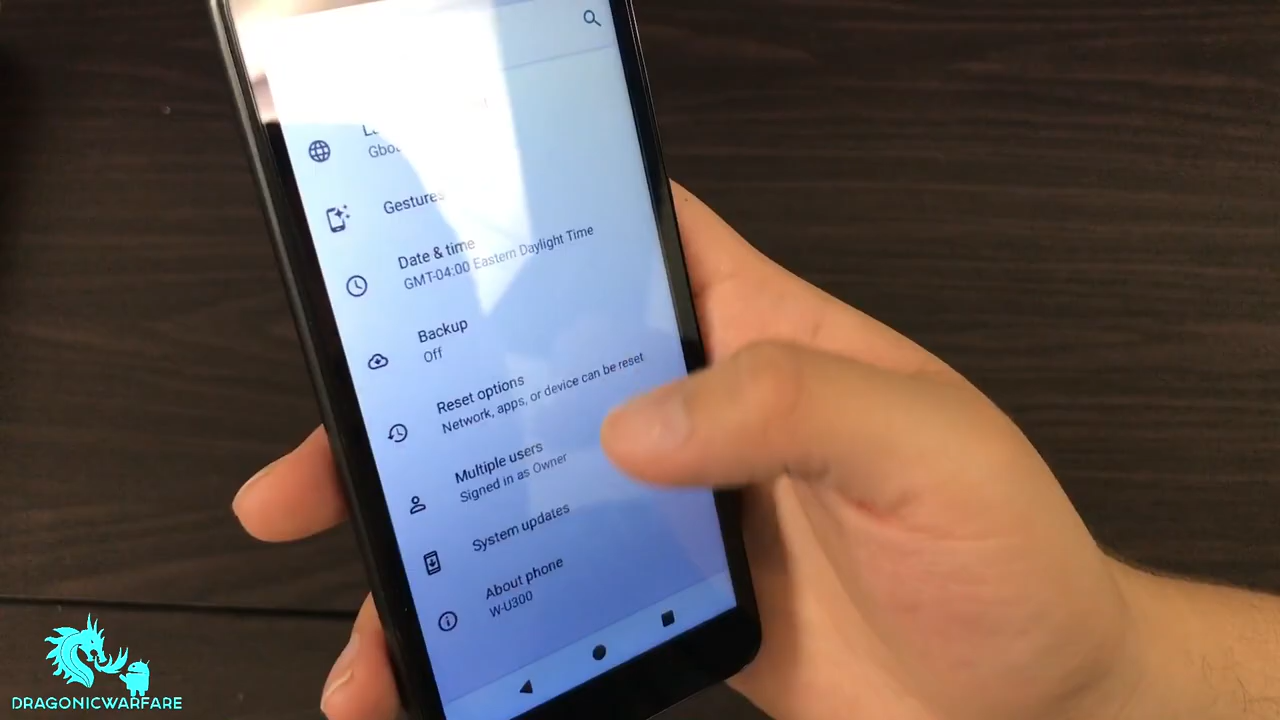 Gestures
Date & time
GMT-04:00 Eastern Daylight Time
Backup
Off
Reset options
Network, apps, or device can be reset
Multiple users
Signed in as Owner
System updates
About phone
W-U300
DRAGONICWARFARE